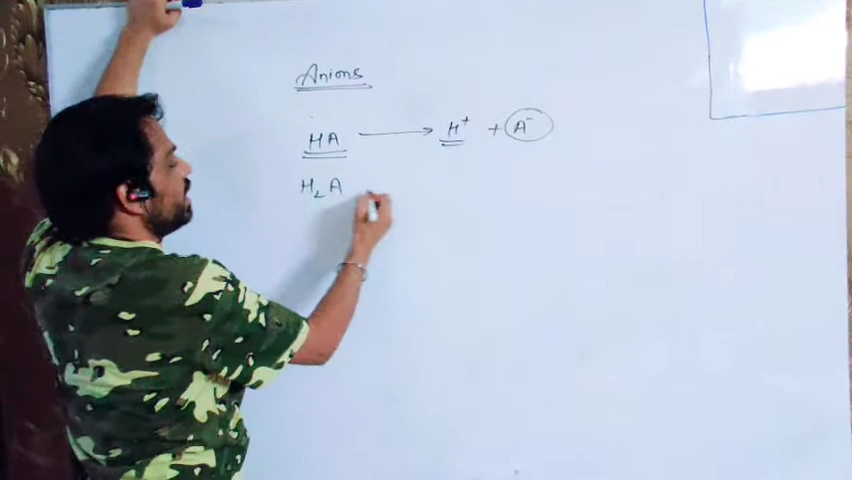 Anions
HA → H⁺ + A⁻
H₂A